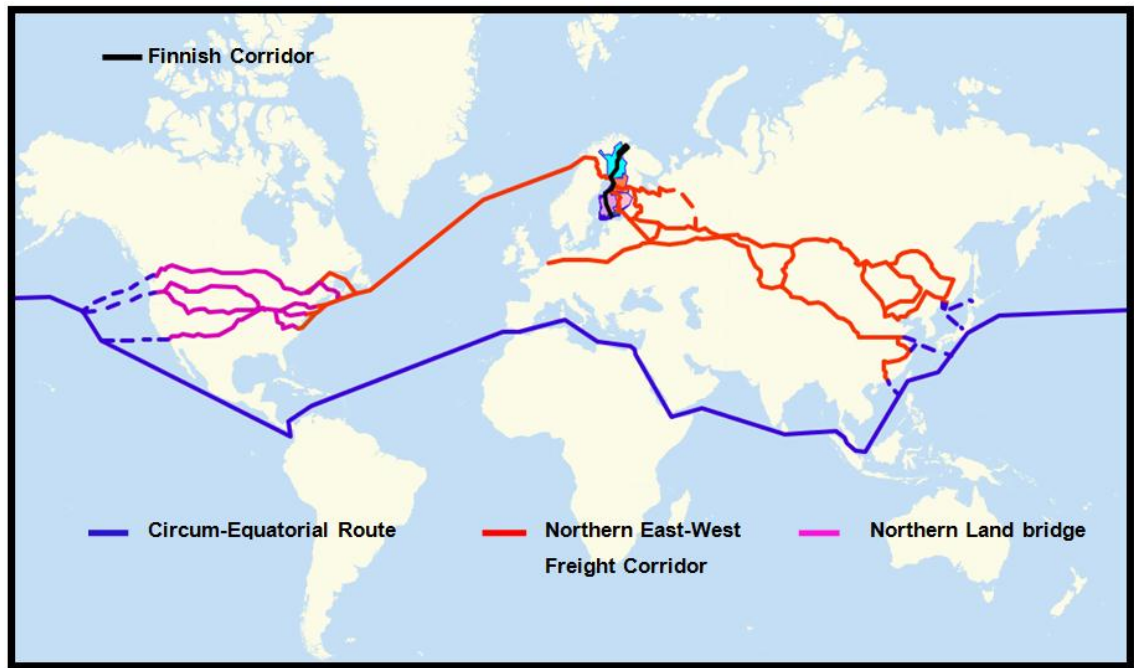 Finnish Corridor
Circum-Equatorial Route
Northern East-West
Freight Corridor
Northern Land bridge